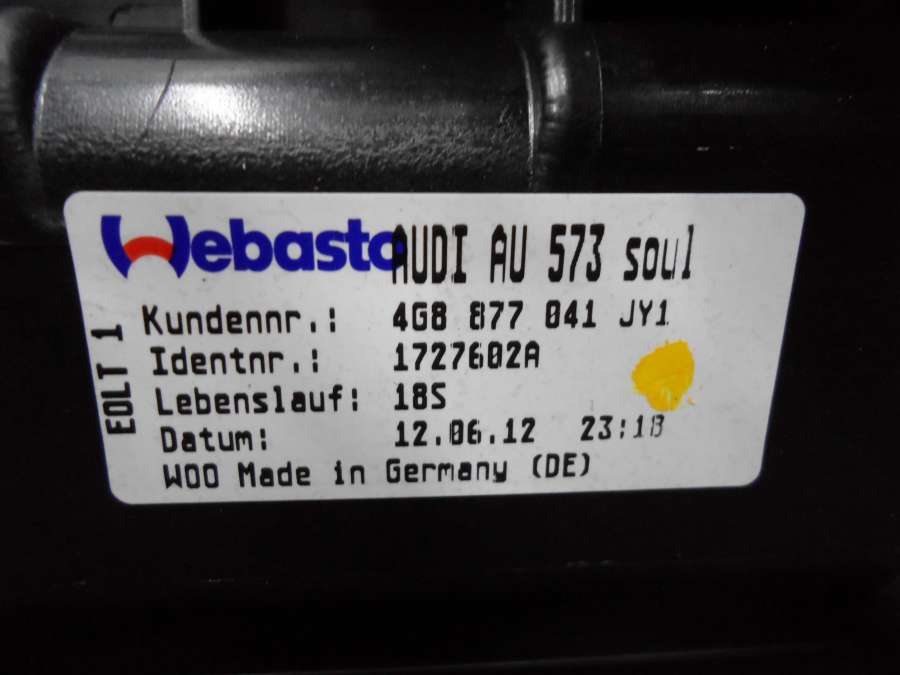 Webasto AUDI AU 573 soul
Kundennr.: 4G8 877 041 JY1
Identnr.: 1727602A
Lebenslauf: 18S
Datum: 12.06.12 23:18
WOO Made in Germany (DE)
EOLT 1